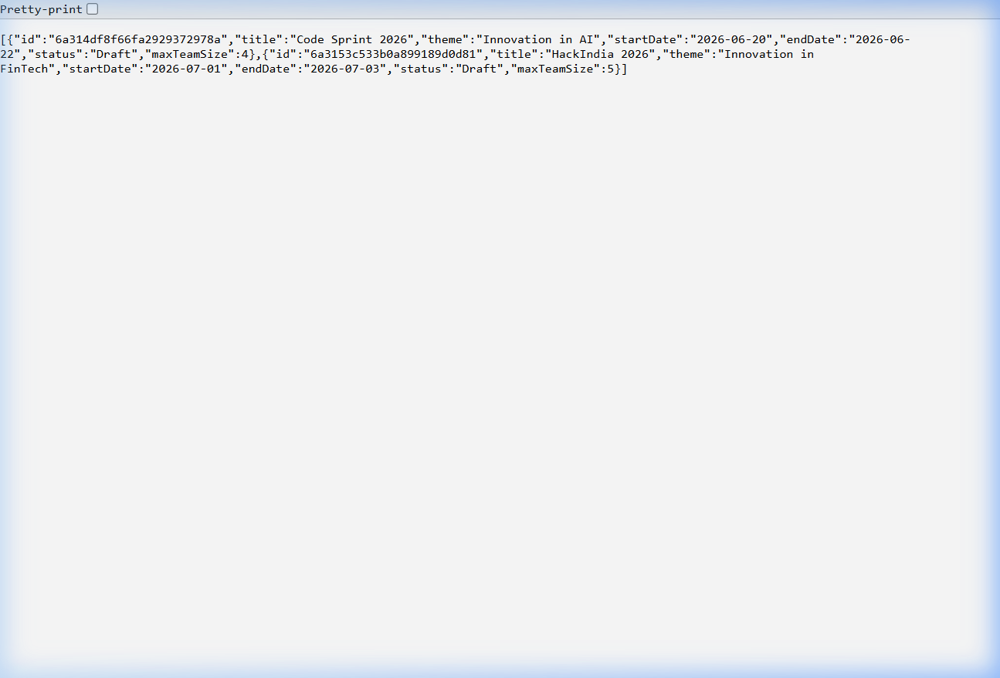 Pretty-print
[{"id":"6a314df8f66fa2929372978a","title":"Code Sprint 2026","theme":"Innovation in AI","startDate":"2026-06-20","endDate":"2026-06-
22","status":"Draft","maxTeamSize":4},{"id":"6a3153c533b0a899189d0d81","title":"HackIndia 2026","theme":"Innovation in
FinTech","startDate":"2026-07-01","endDate":"2026-07-03","status":"Draft","maxTeamSize":5}]